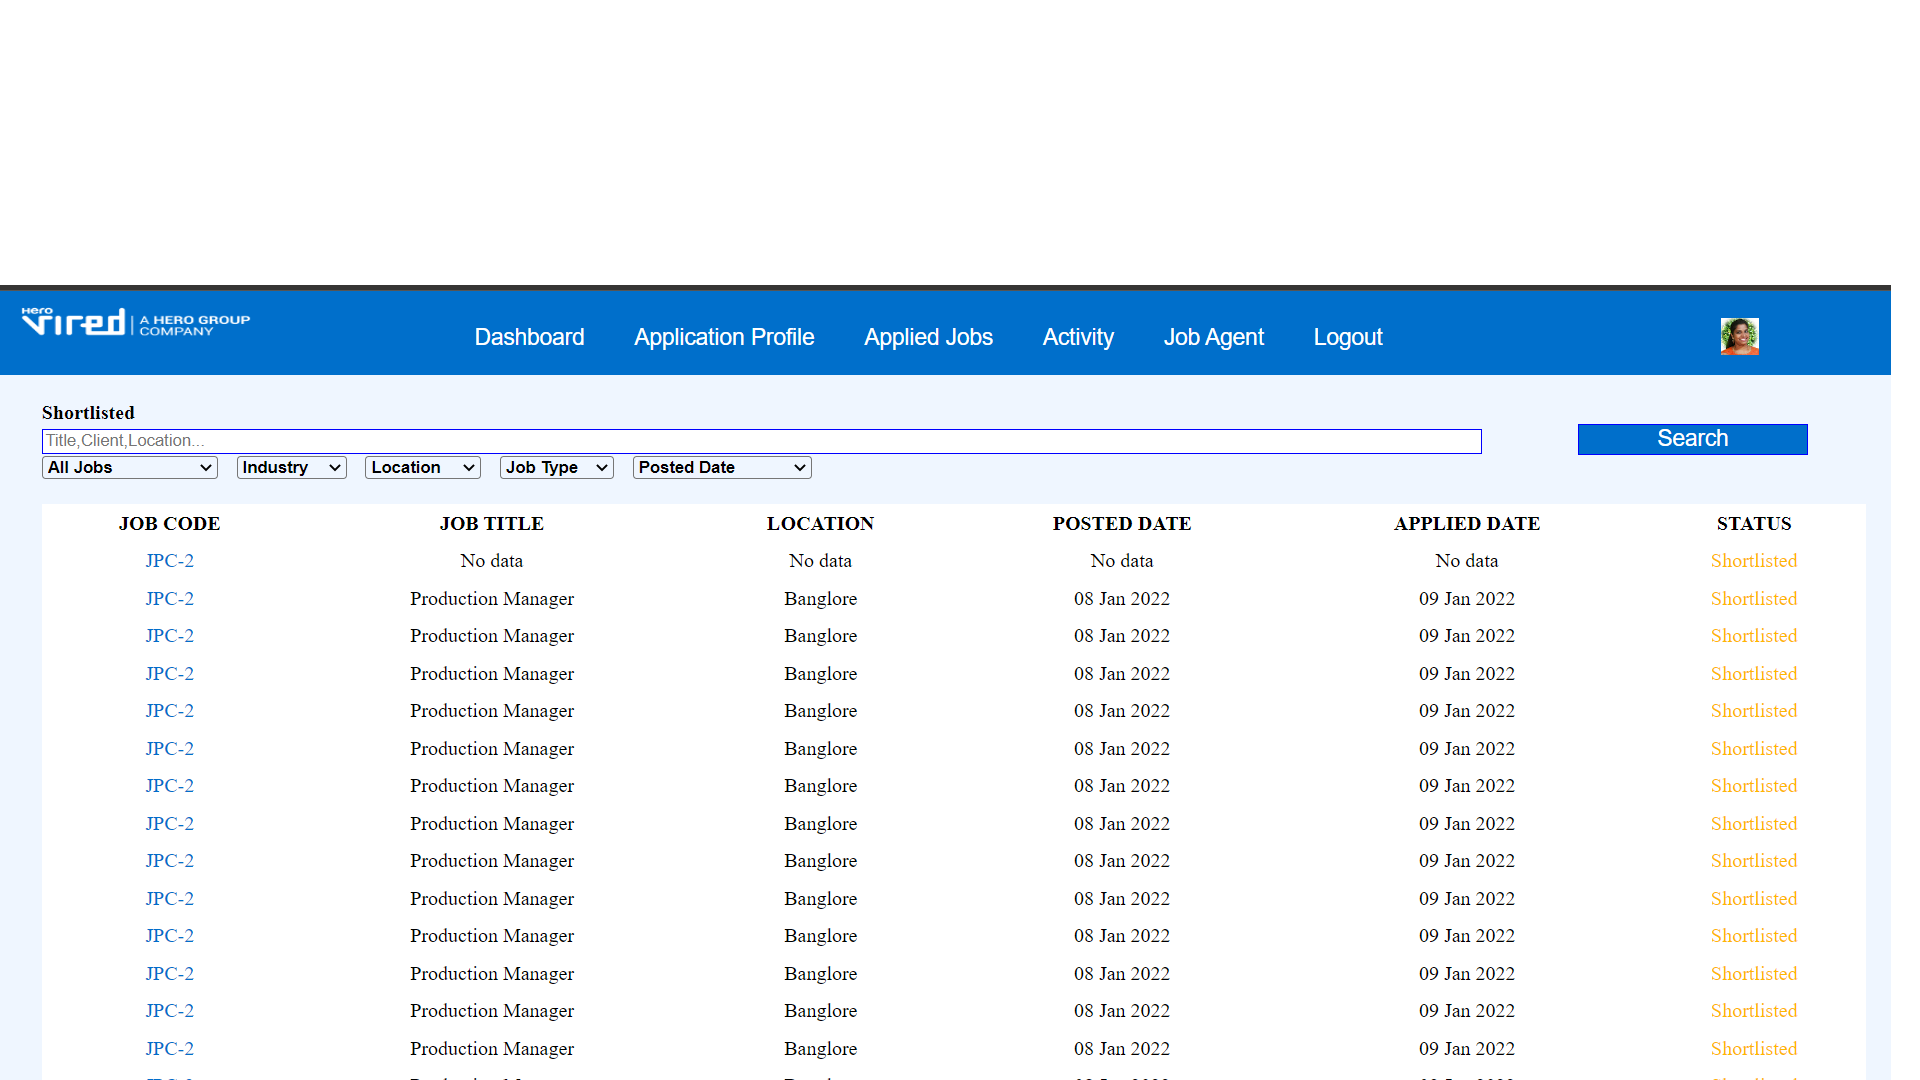 Hero
vired | A HERO GROUP COMPANY
Dashboard Application Profile Applied Jobs Activity Job Agent Logout
Shortlisted
Title,Client,Location...
Search
All Jobs Industry Location Job Type Posted Date
JOB CODE JOB TITLE LOCATION POSTED DATE APPLIED DATE STATUS
JPC-2 No data No data No data No data Shortlisted
JPC-2 Production Manager Banglore 08 Jan 2022 09 Jan 2022 Shortlisted
JPC-2 Production Manager Banglore 08 Jan 2022 09 Jan 2022 Shortlisted
JPC-2 Production Manager Banglore 08 Jan 2022 09 Jan 2022 Shortlisted
JPC-2 Production Manager Banglore 08 Jan 2022 09 Jan 2022 Shortlisted
JPC-2 Production Manager Banglore 08 Jan 2022 09 Jan 2022 Shortlisted
JPC-2 Production Manager Banglore 08 Jan 2022 09 Jan 2022 Shortlisted
JPC-2 Production Manager Banglore 08 Jan 2022 09 Jan 2022 Shortlisted
JPC-2 Production Manager Banglore 08 Jan 2022 09 Jan 2022 Shortlisted
JPC-2 Production Manager Banglore 08 Jan 2022 09 Jan 2022 Shortlisted
JPC-2 Production Manager Banglore 08 Jan 2022 09 Jan 2022 Shortlisted
JPC-2 Production Manager Banglore 08 Jan 2022 09 Jan 2022 Shortlisted
JPC-2 Production Manager Banglore 08 Jan 2022 09 Jan 2022 Shortlisted
JPC-2 Production Manager Banglore 08 Jan 2022 09 Jan 2022 Shortlisted